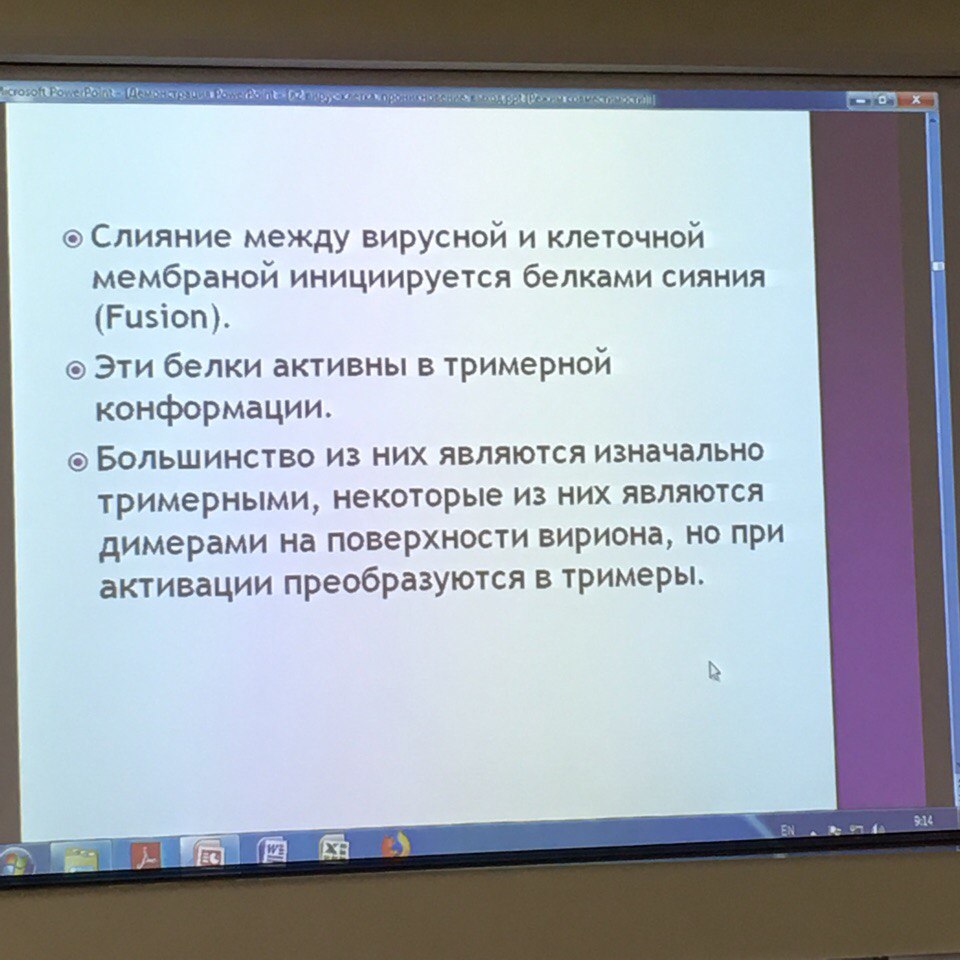 Microsoft PowerPoint - [Демонстрация PowerPoint - [
(Режим совместимости)]
Слияние между вирусной и клеточной
мембраной инициируется белками сияния
(Fusion).
Эти белки активны в тримерной
конформации.
Большинство из них являются изначально
тримерными, некоторые из них являются
димерами на поверхности вириона, но при
активации преобразуются в тримеры.
EN
9:14